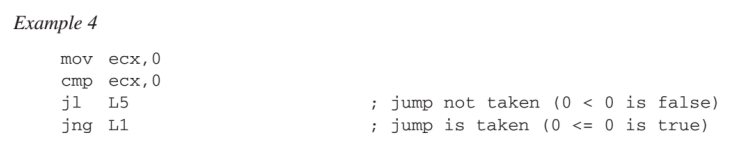 Example 4
mov ecx,0
cmp ecx,0
jl L5 ; jump not taken (0 < 0 is false)
jng L1 ; jump is taken (0 <= 0 is true)